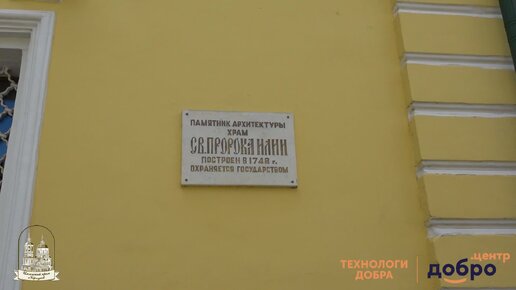 ПАМЯТНИК АРХИТЕКТУРЫ
ХРАМ
СВ. ПРОРОКА ИЛИИ
ПОСТРОЕН В 1748 г.
ОХРАНЯЕТСЯ ГОСУДАРСТВОМ
ТЕХНОЛОГИ
ДОБРА
добро.центр